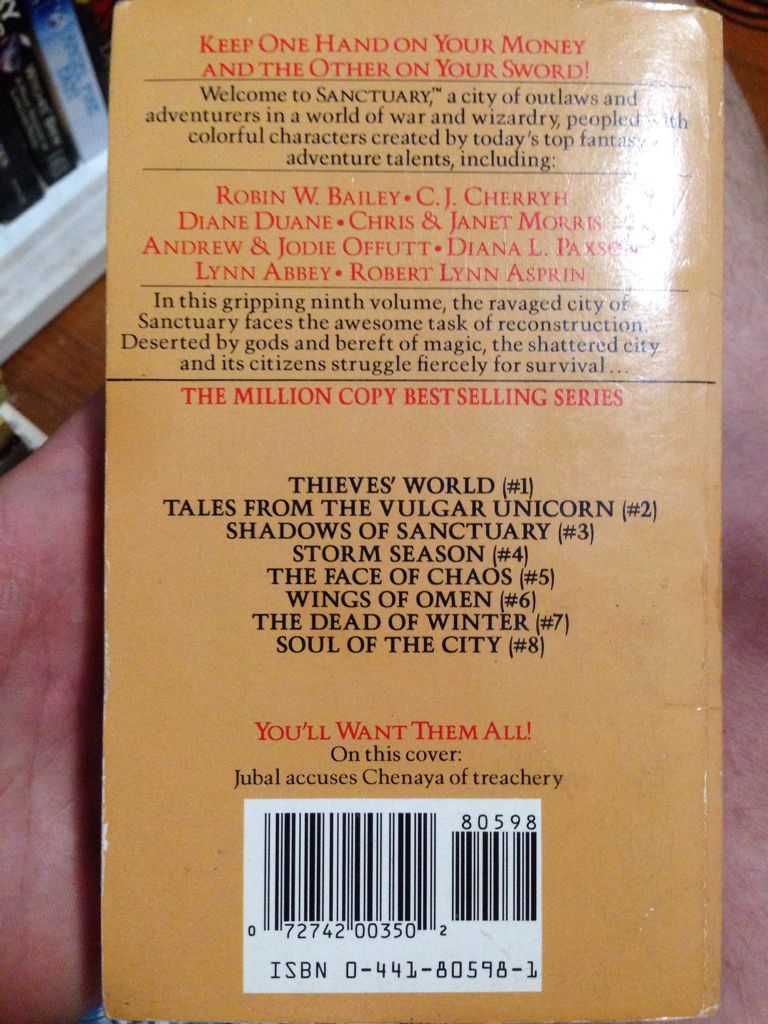 KEEP ONE HAND ON YOUR MONEY
AND THE OTHER ON YOUR SWORD!
Welcome to SANCTUARY,™ a city of outlaws and
adventurers in a world of war and wizardry, peopled with
colorful characters created by today's top fantasy
adventure talents, including:
ROBIN W. BAILEY • C.J. CHERRYH
DIANE DUANE • CHRIS & JANET MORRIS
ANDREW & JODIE OFFUTT • DIANA L. PAXSON
LYNN ABBEY • ROBERT LYNN ASPRIN
In this gripping ninth volume, the ravaged city of
Sanctuary faces the awesome task of reconstruction.
Deserted by gods and bereft of magic, the shattered city
and its citizens struggle fiercely for survival...
THE MILLION COPY BESTSELLING SERIES
THIEVES' WORLD (#1)
TALES FROM THE VULGAR UNICORN (#2)
SHADOWS OF SANCTUARY (#3)
STORM SEASON (#4)
THE FACE OF CHAOS (#5)
WINGS OF OMEN (#6)
THE DEAD OF WINTER (#7)
SOUL OF THE CITY (#8)
YOU'LL WANT THEM ALL!
On this cover:
Jubal accuses Chenaya of treachery
80598
0 72742 00350 2
ISBN 0-441-80598-1